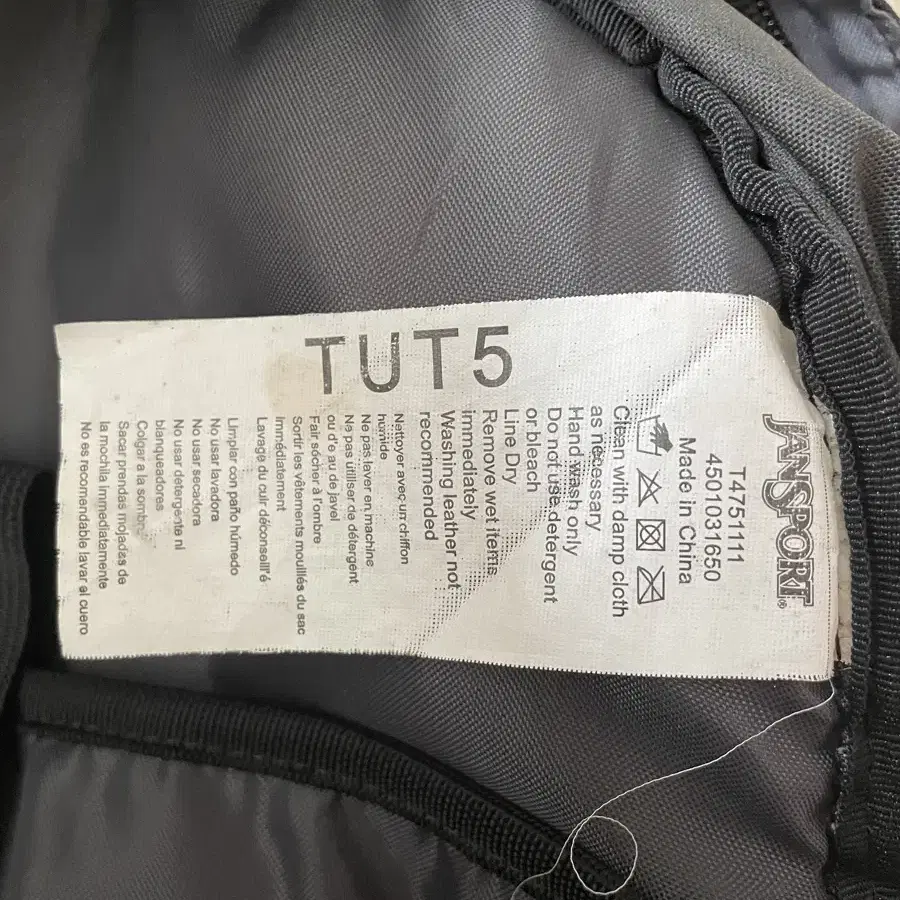 JANSPORT®
T4751111
4501031650
Made in China
Clean with damp cloth
as necessary
Hand wash only
Do not use detergent
or bleach
Line Dry
Remove wet items
immediately
Washing leather not
recommended
Nettoyer avec un chiffon
humide
Ne pas laver en machine
Ne pas utiliser de détergent
ou d'e au de javel
Fair sécher à l'ombre
Sortir les vêtements mouillés du sac
immédiatement
Lavage du cuir déconseill'é
Limpiar con paño húmedo
No usar lavadora
No usar secadora
No usar detergente ni
blanqueadores
Colgar a la sombra
Sacar prendas mojadas de
la mochila immediatamente
No es recomendable lavar el cuero
TUT5